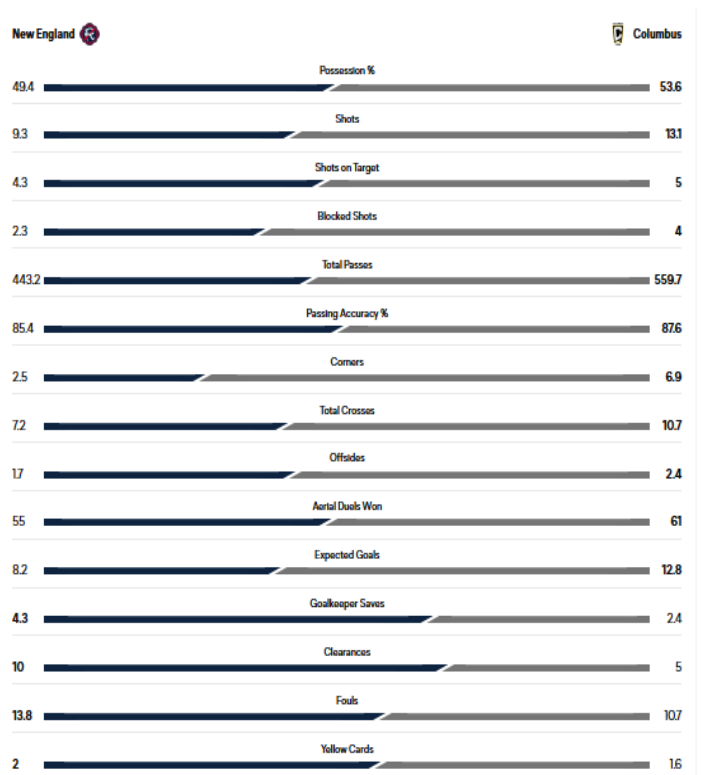 New England Columbus
Possession %
49.4 53.6
Shots
9.3 13.1
Shots on Target
4.3 5
Blocked Shots
2.3 4
Total Passes
443.2 559.7
Passing Accuracy %
85.4 87.6
Corners
2.5 6.9
Total Crosses
7.2 10.7
Offsides
1.7 2.4
Aerial Duels Won
55 61
Expected Goals
8.2 12.8
Goalkeeper Saves
4.3 2.4
Clearances
10 5
Fouls
13.8 10.7
Yellow Cards
2 1.6